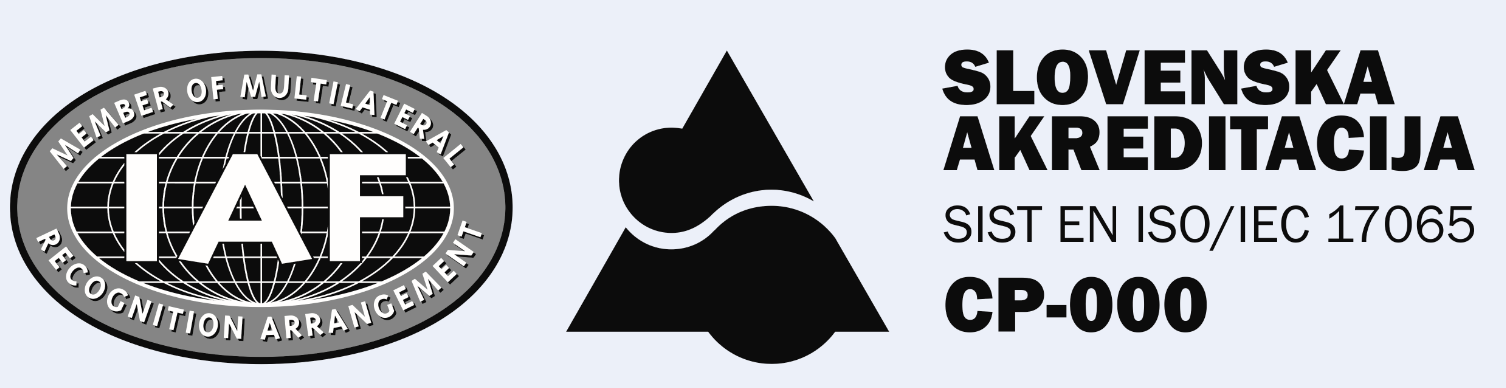 MEMBER OF MULTILATERAL
IAF
RECOGNITION ARRANGEMENT
SLOVENSKA
AKREDITACIJA
SIST EN ISO/IEC 17065
CP-000